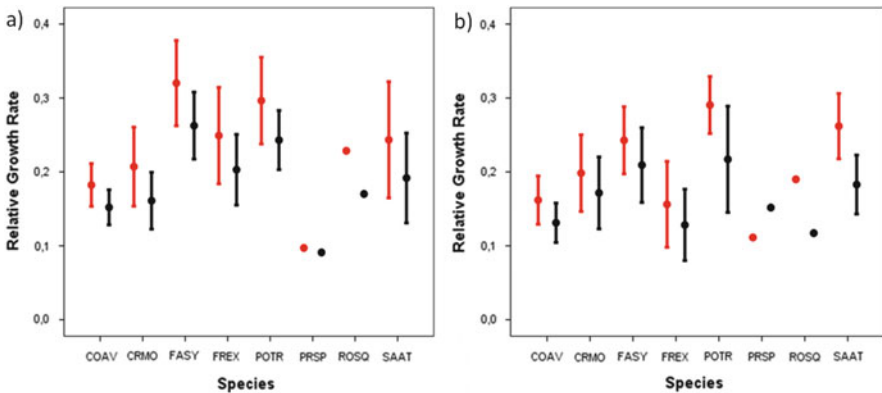 a)
Relative Growth Rate
0,4
0,3
0,2
0,1
0,0
COAV CRMO FASY FREX POTR PRSP ROSQ SAAT
Species
b)
Relative Growth Rate
0,4
0,3
0,2
0,1
0,0
COAV CRMO FASY FREX POTR PRSP ROSQ SAAT
Species